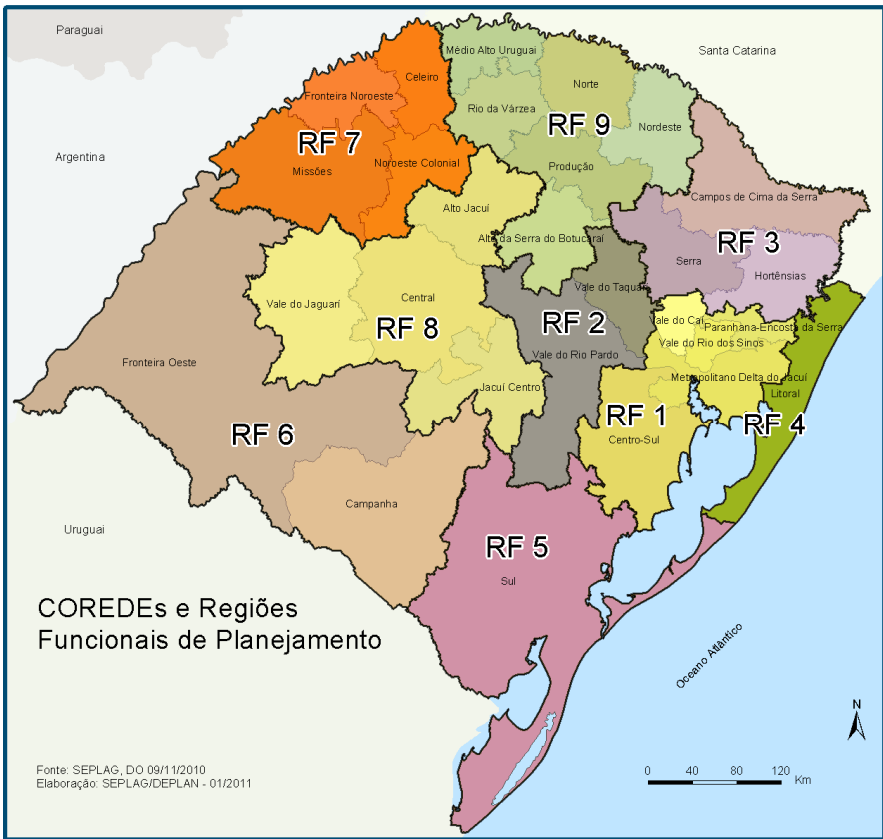 Paraguai
Santa Catarina
Argentina
Uruguai
Médio Alto Uruguai
Norte
Celeiro
Fronteira Noroeste
Rio da Várzea
RF 9
Nordeste
RF 7
Missões
Noroeste Colonial
Produção
Campos de Cima da Serra
Alto Jacuí
Alto da Serra do Botucaraí
RF 3
Serra
Hortênsias
Vale do Taquari
Vale do Jaguarí
Central
RF 8
RF 2
Vale do Rio Pardo
Vale do Caí
Paranhana-Encosta da Serra
Vale do Rio dos Sinos
Fronteira Oeste
Metropolitano Delta do Jacuí
Jacuí Centro
Litoral
RF 1
RF 4
RF 6
Centro-Sul
Campanha
RF 5
Sul
COREDEs e Regiões
Funcionais de Planejamento
Oceano Atlântico
N
Fonte: SEPLAG, DO 09/11/2010
Elaboração: SEPLAG/DEPLAN - 01/2011
0 40 80 120
Km